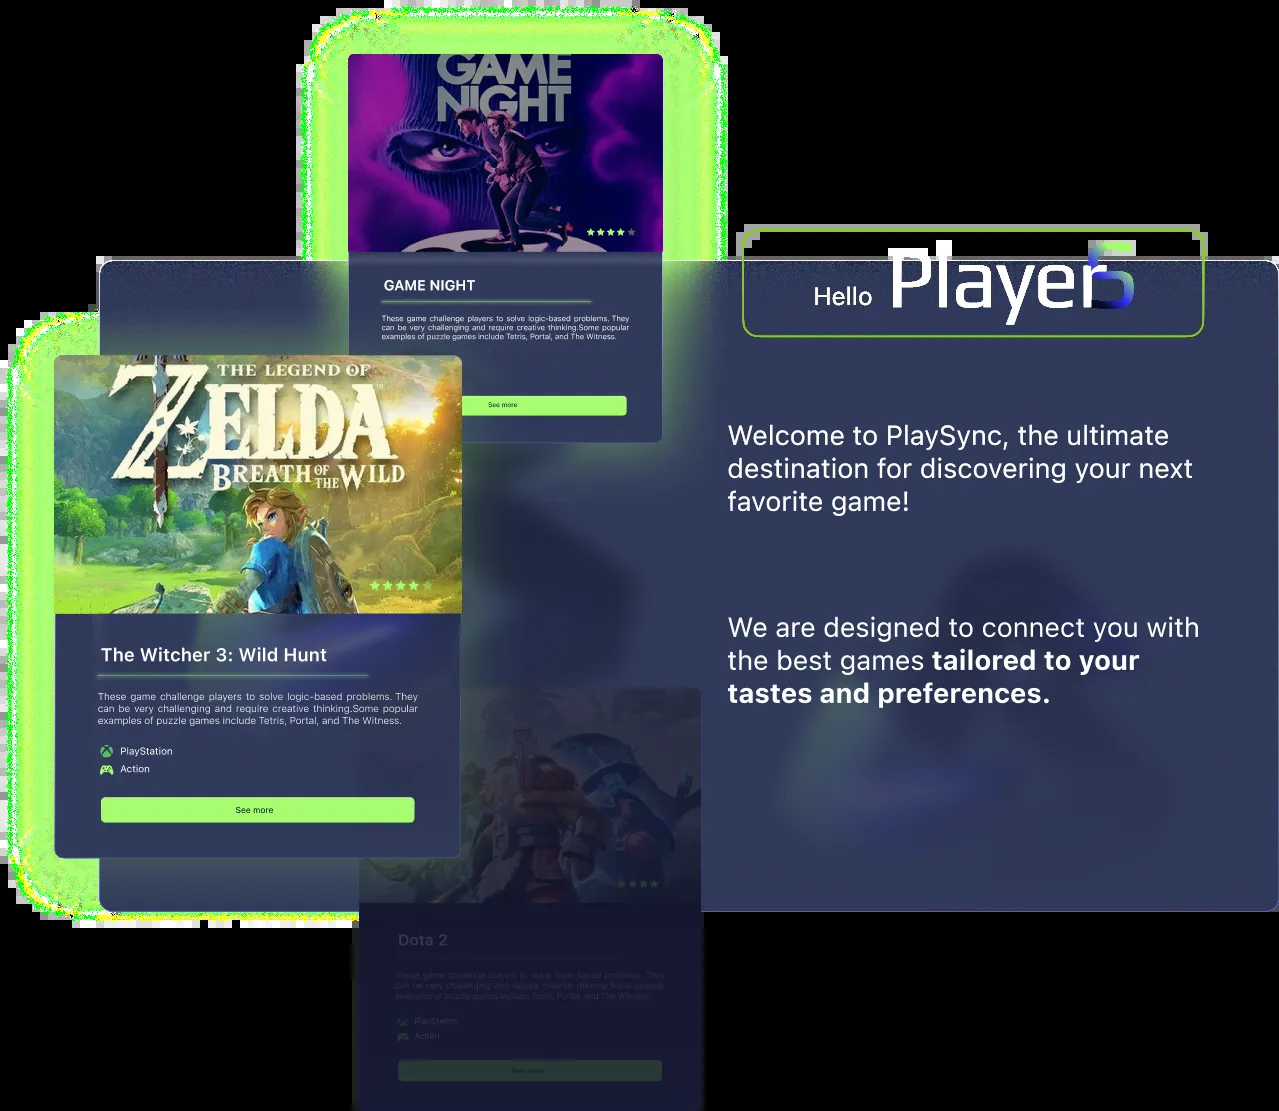 GAME
NIGHT
GAME NIGHT
These game challenge players to solve logic-based problems. They
can be very challenging and require creative thinking.Some popular
examples of puzzle games include Tetris, Portal, and The Witness.
See more
Hello Player
THE LEGEND OF
ZELDA
BREATH OF THE WILD
The Witcher 3: Wild Hunt
These game challenge players to solve logic-based problems. They
can be very challenging and require creative thinking.Some popular
examples of puzzle games include Tetris, Portal, and The Witness.
PlayStation
Action
See more
Welcome to PlaySync, the ultimate
destination for discovering your next
favorite game!
We are designed to connect you with
the best games tailored to your
tastes and preferences.
Dota 2
These game challenge players to solve logic-based problems. They
can be very challenging and require creative thinking.Some popular
examples of puzzle games include Tetris, Portal, and The Witness.
PlayStation
Action
See more